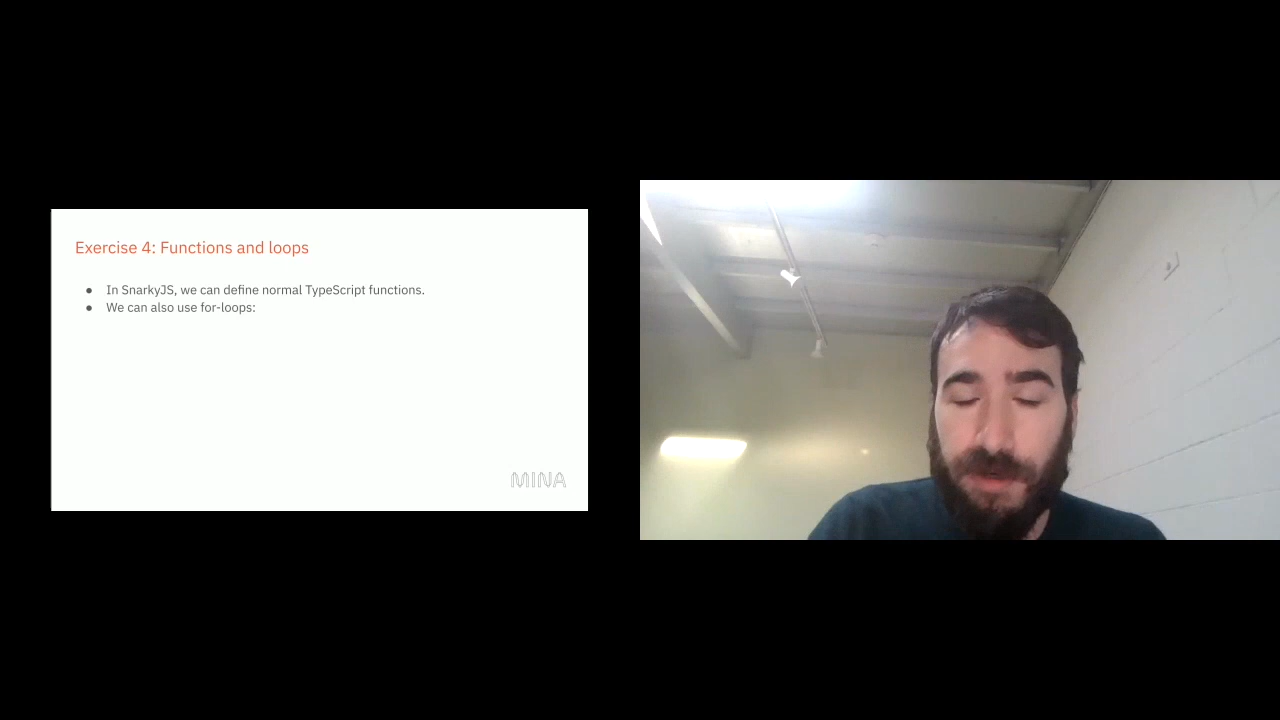 Exercise 4: Functions and loops
● In SnarkyJS, we can define normal TypeScript functions.
● We can also use for-loops:
MINA